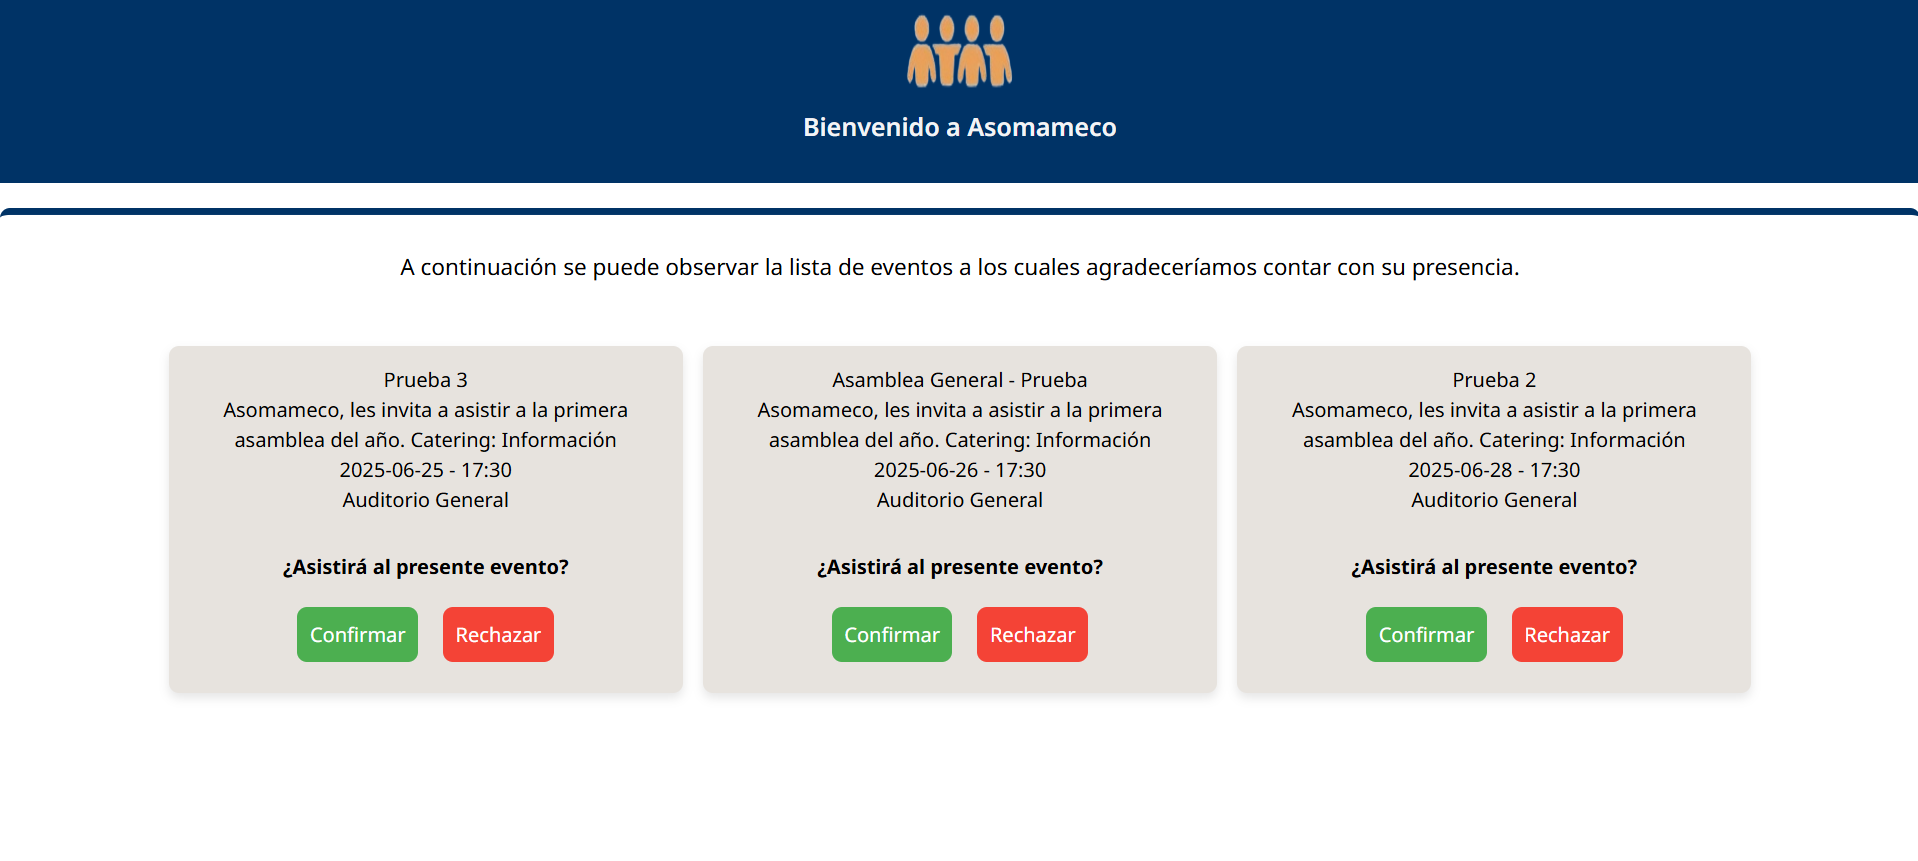 Bienvenido a Asomameco
A continuación se puede observar la lista de eventos a los cuales agradeceríamos contar con su presencia.
Prueba 3
Asomameco, les invita a asistir a la primera
asamblea del año. Catering: Información
2025-06-25 - 17:30
Auditorio General
¿Asistirá al presente evento?
Confirmar Rechazar
Asamblea General - Prueba
Asomameco, les invita a asistir a la primera
asamblea del año. Catering: Información
2025-06-26 - 17:30
Auditorio General
¿Asistirá al presente evento?
Confirmar Rechazar
Prueba 2
Asomameco, les invita a asistir a la primera
asamblea del año. Catering: Información
2025-06-28 - 17:30
Auditorio General
¿Asistirá al presente evento?
Confirmar Rechazar